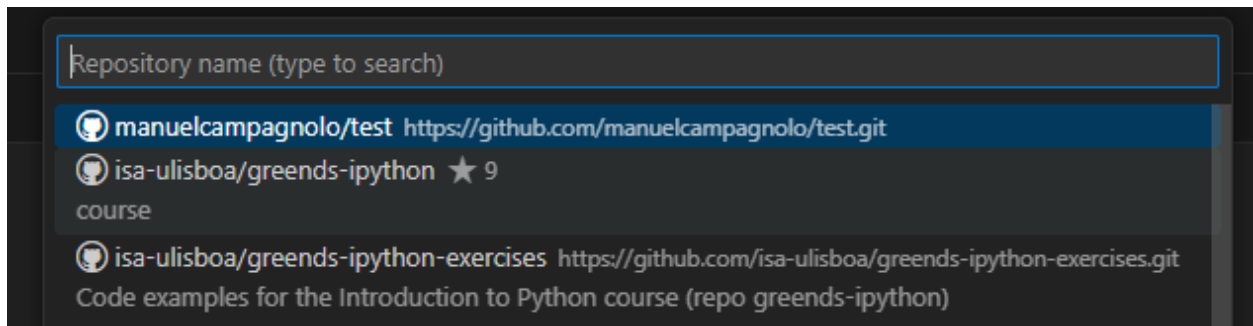 Repository name (type to search)
manuelcampagnolo/test https://github.com/manuelcampagnolo/test.git
isa-ulisboa/greends-ipython ★ 9
course
isa-ulisboa/greends-ipython-exercises https://github.com/isa-ulisboa/greends-ipython-exercises.git
Code examples for the Introduction to Python course (repo greends-ipython)